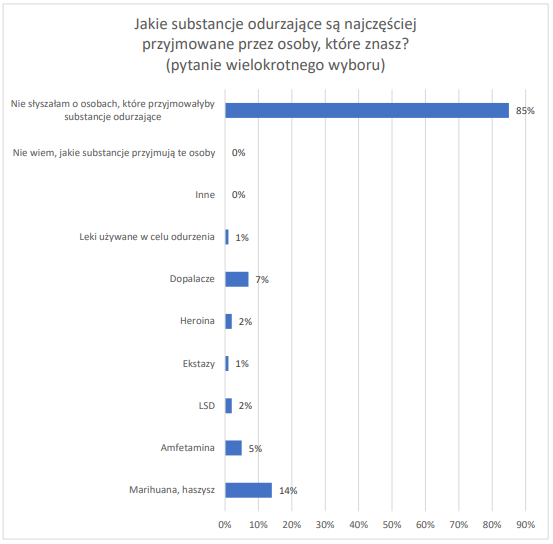 Jakie substancje odurzające są najczęściej
przyjmowane przez osoby, które znasz?
(pytanie wielokrotnego wyboru)
Nie słyszałam o osobach, które przyjmowałyby
substancje odurzające
85%
Nie wiem, jakie substancje przyjmują te osoby
0%
Inne
0%
Leki używane w celu odurzenia
1%
Dopalacze
7%
Heroina
2%
Ekstazy
1%
LSD
2%
Amfetamina
5%
Marihuana, haszysz
14%
0% 10% 20% 30% 40% 50% 60% 70% 80% 90%